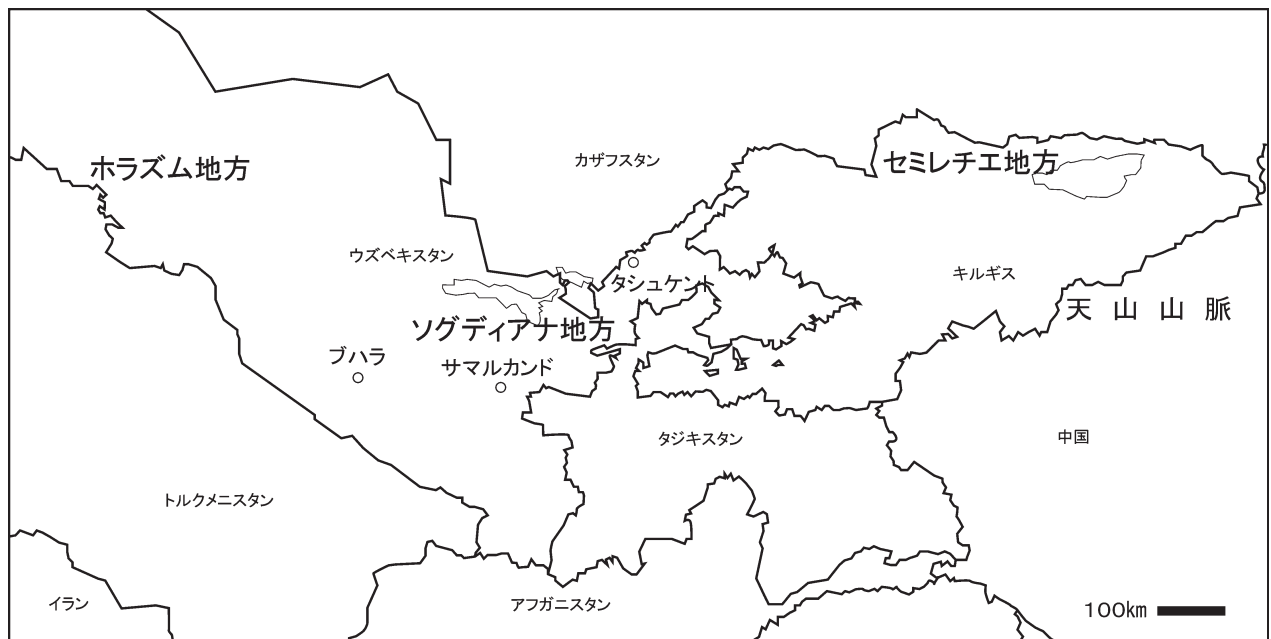 カザフスタン
ホラズム地方
セミレチエ地方
ウズベキスタン
タシュケント
キルギス
天山山脈
ソグディアナ地方
ブハラ
サマルカンド
タジキスタン
中国
トルクメニスタン
イラン
アフガニスタン
100km